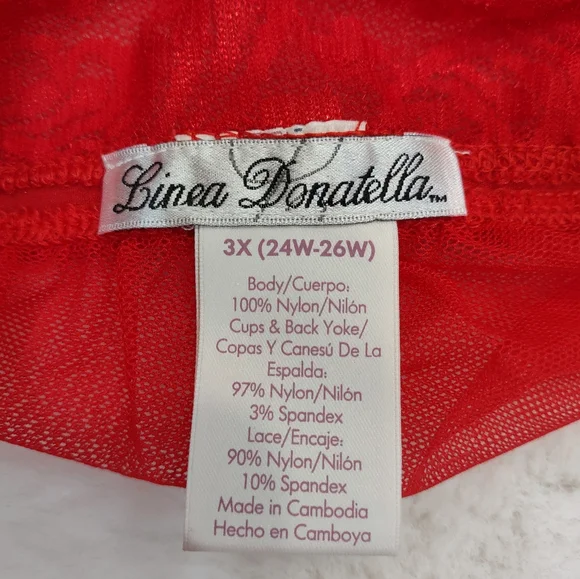 Linea Donatella™
3X (24W-26W)
Body/Cuerpo:
100% Nylon/Nilón
Cups & Back Yoke/
Copas Y Canesú De La
Espalda:
97% Nylon/Nilón
3% Spandex
Lace/Encaje:
90% Nylon/Nilón
10% Spandex
Made in Cambodia
Hecho en Camboya